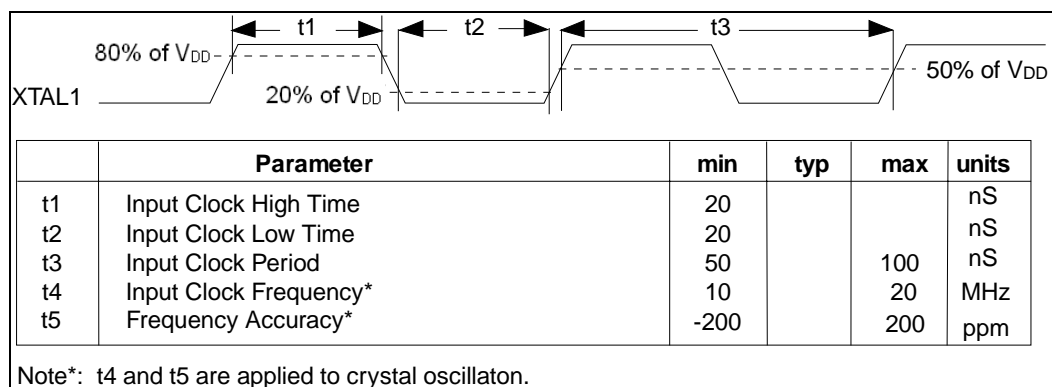 t1 t2 t3
80% of VDD
50% of VDD
XTAL1
20% of VDD
Parameter min typ max units
t1 Input Clock High Time 20 nS
t2 Input Clock Low Time 20 nS
t3 Input Clock Period 50 100 nS
t4 Input Clock Frequency* 10 20 MHz
t5 Frequency Accuracy* -200 200 ppm
Note*: t4 and t5 are applied to crystal oscillaton.